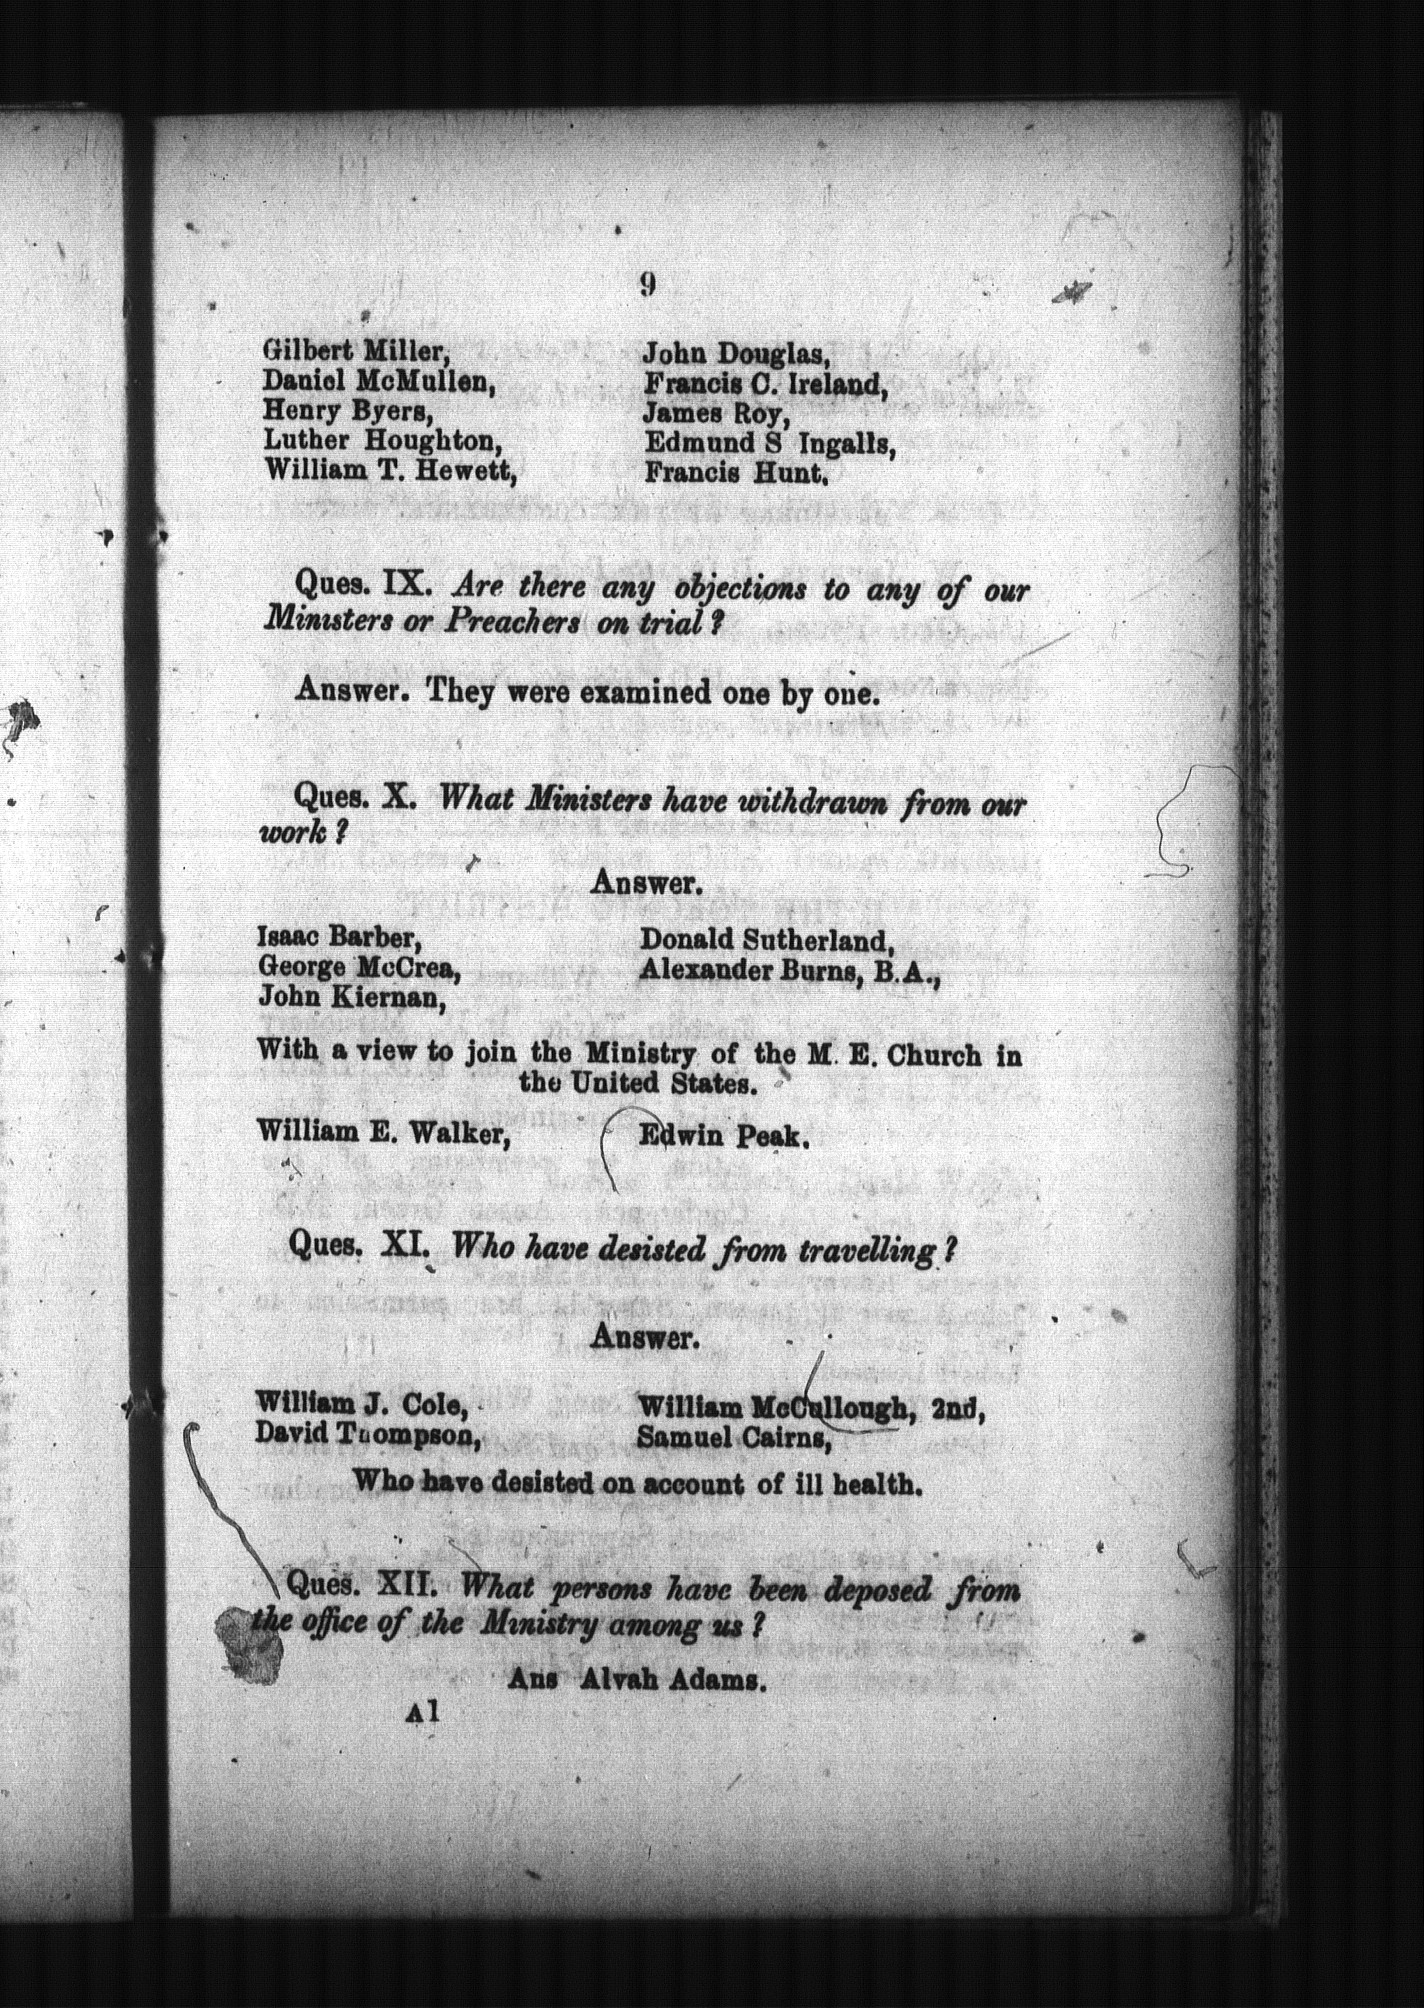 9
Gilbert Miller, John Douglas,
Daniel McMullen, Francis C. Ireland,
Henry Byers, James Roy,
Luther Houghton, Edmund S Ingalls,
William T. Hewett, Francis Hunt.
Ques. IX. Are there any objections to any of our
Ministers or Preachers on trial?
Answer. They were examined one by one.
Ques. X. What Ministers have withdrawn from our
work?
Answer.
Isaac Barber, Donald Sutherland,
George McCrea, Alexander Burns, B.A.,
John Kiernan,
With a view to join the Ministry of the M. E. Church in
the United States.
William E. Walker, Edwin Peak.
Ques. XI. Who have desisted from travelling?
Answer.
William J. Cole, William McCullough, 2nd,
David Thompson, Samuel Cairns,
Who have desisted on account of ill health.
Ques. XII. What persons have been deposed from
the office of the Ministry among us?
Ans Alvah Adams.
A1